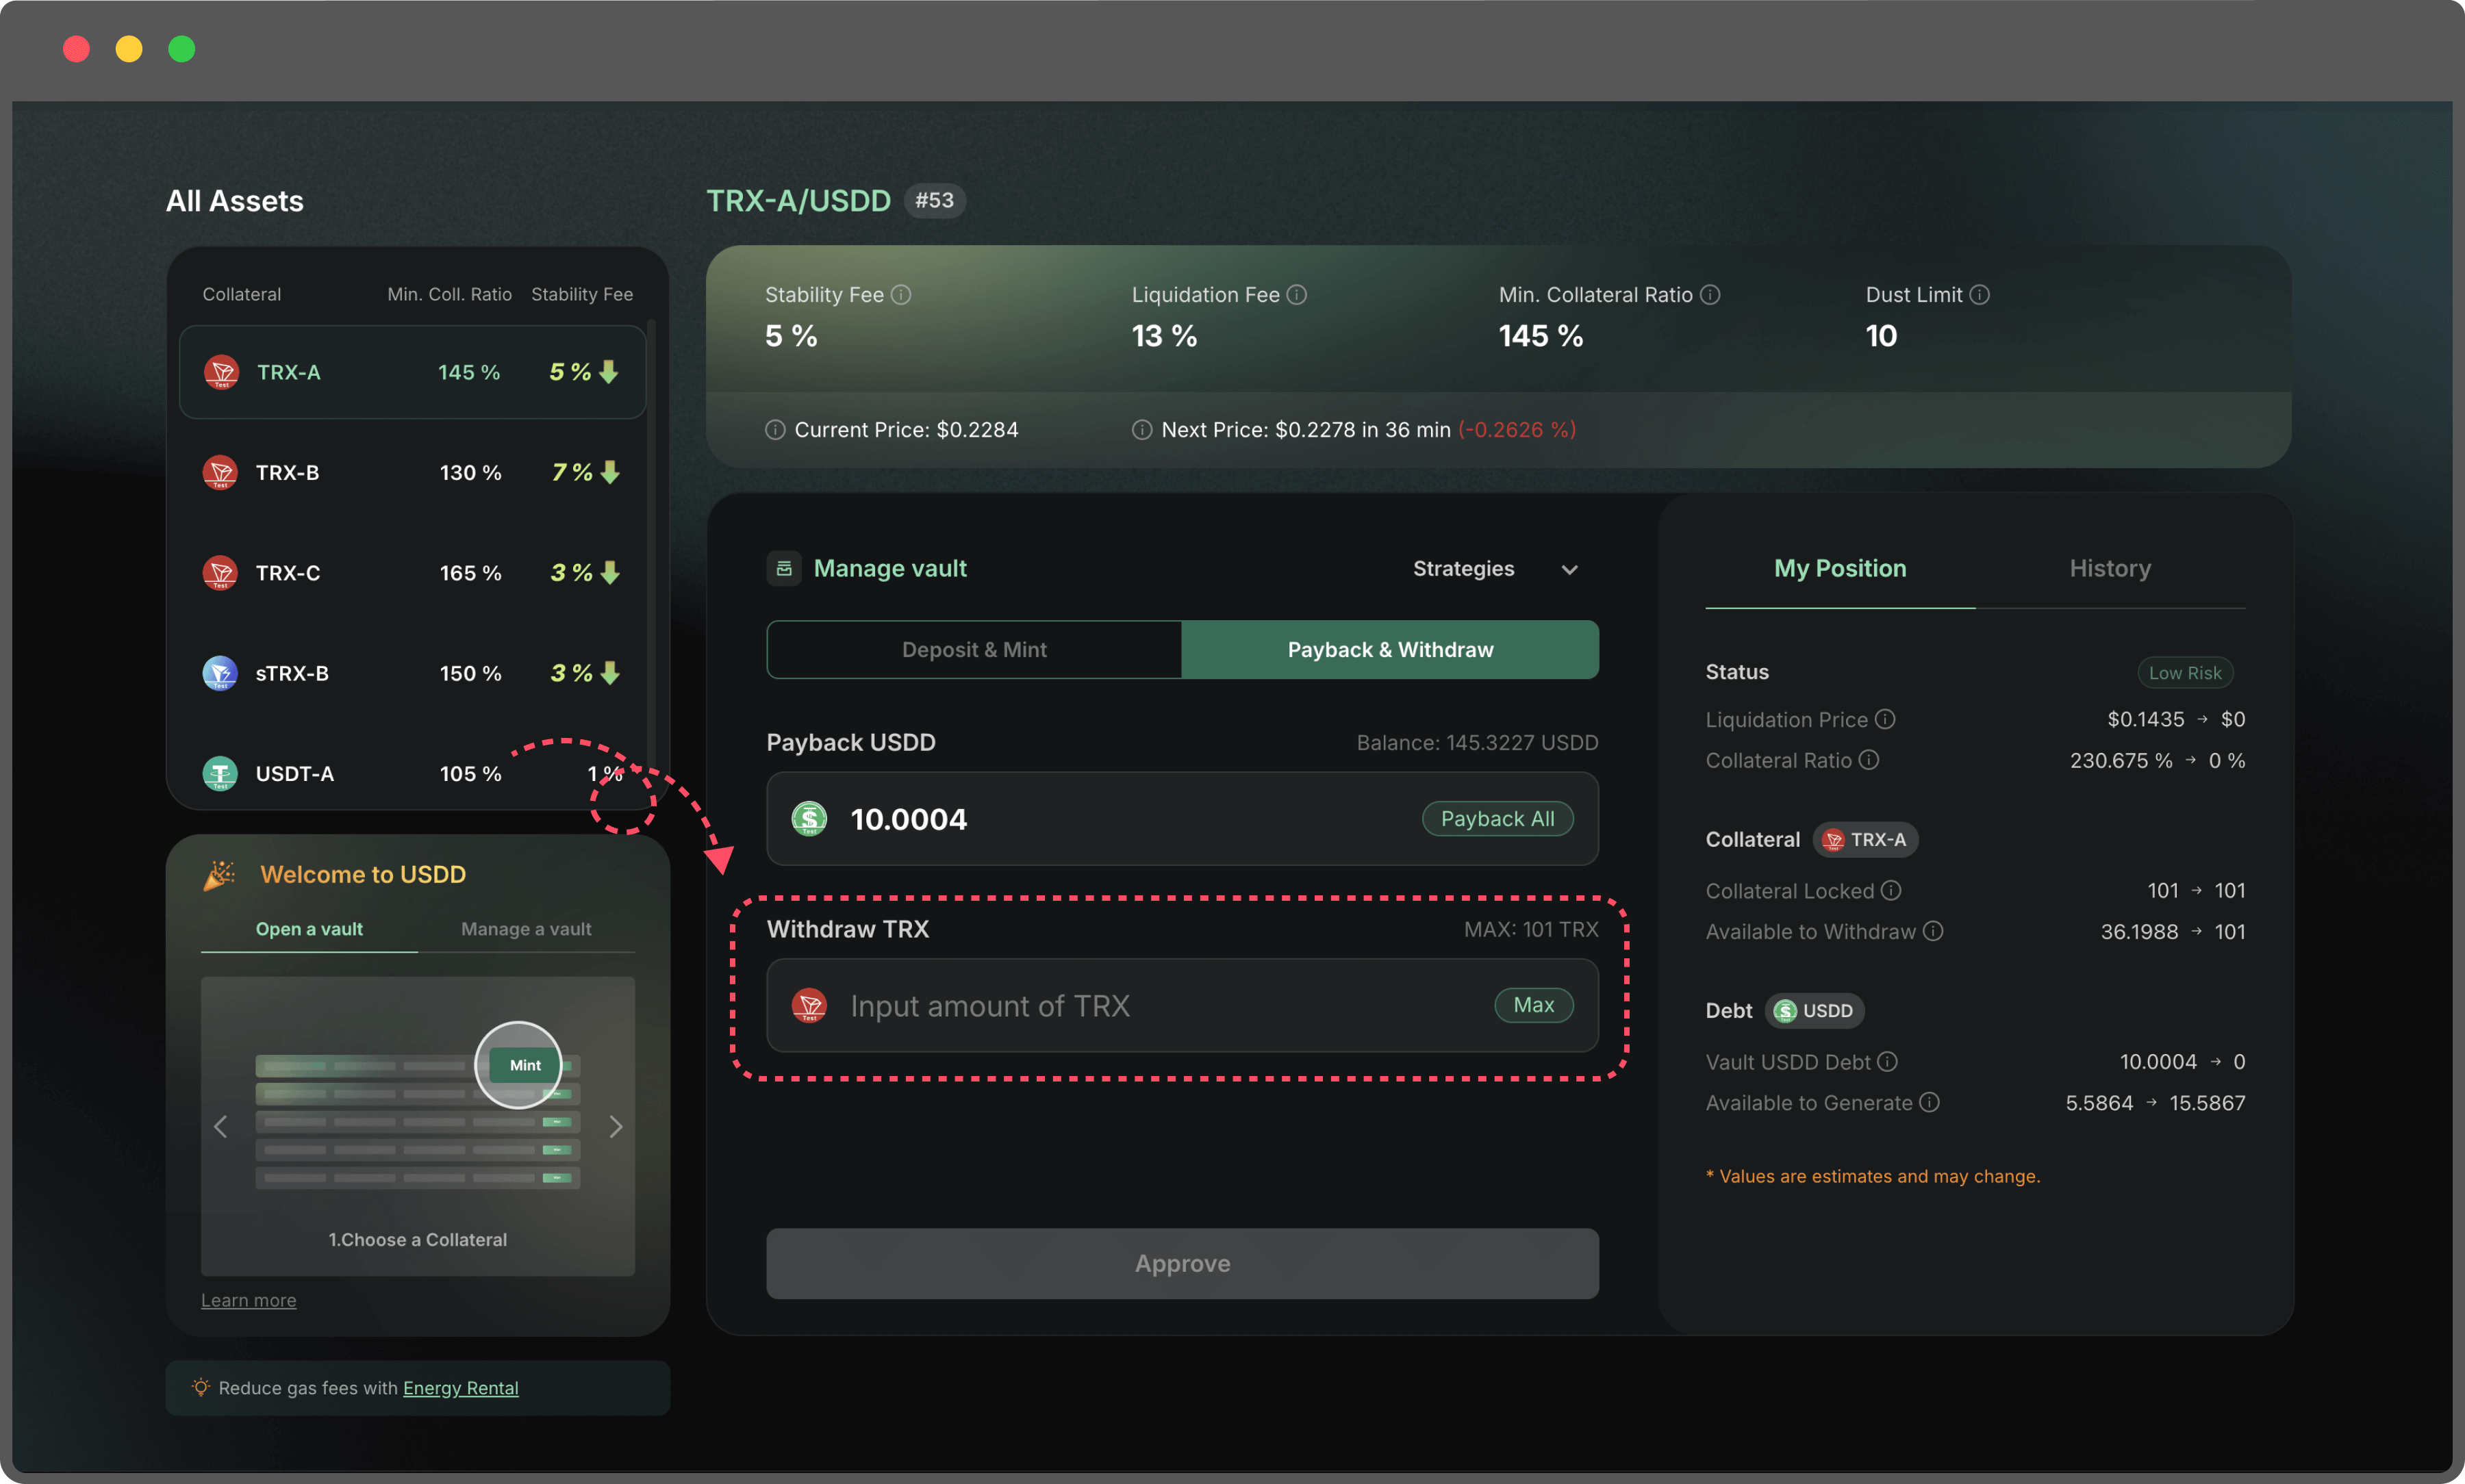 All Assets
Collateral Min. Coll. Ratio Stability Fee
TRX-A 145 % 5 %
TRX-B 130 % 7 %
TRX-C 165 % 3 %
sTRX-B 150 % 3 %
USDT-A 105 % 1 %
Welcome to USDD
Open a vault Manage a vault
Mint
1.Choose a Collateral
Learn more
Reduce gas fees with Energy Rental
TRX-A/USDD #53
Stability Fee Liquidation Fee Min. Collateral Ratio Dust Limit
5 % 13 % 145 % 10
Current Price: $0.2284 Next Price: $0.2278 in 36 min (-0.2626 %)
Manage vault Strategies
Deposit & Mint Payback & Withdraw
Payback USDD Balance: 145.3227 USDD
Test 10.0004 Payback All
Withdraw TRX MAX: 101 TRX
Test Input amount of TRX Max
Approve
My Position History
Status Low Risk
Liquidation Price $0.1435 → $0
Collateral Ratio 230.675 % → 0 %
Collateral TRX-A
Collateral Locked 101 → 101
Available to Withdraw 36.1988 → 101
Debt USDD
Vault USDD Debt 10.0004 → 0
Available to Generate 5.5864 → 15.5867
* Values are estimates and may change.